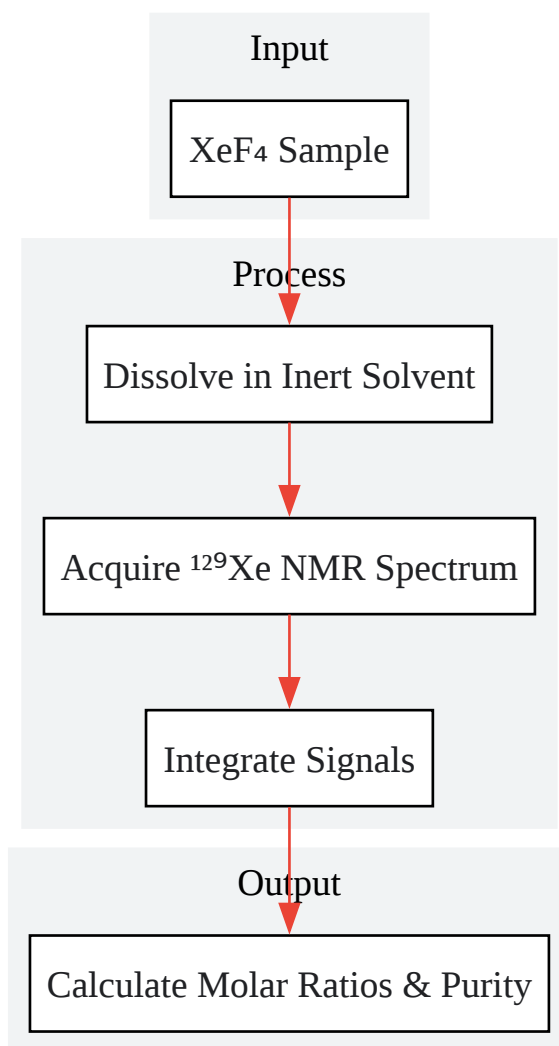 Input
XeF₄ Sample
Process
Dissolve in Inert Solvent
Acquire ¹²⁹Xe NMR Spectrum
Integrate Signals
Output
Calculate Molar Ratios & Purity